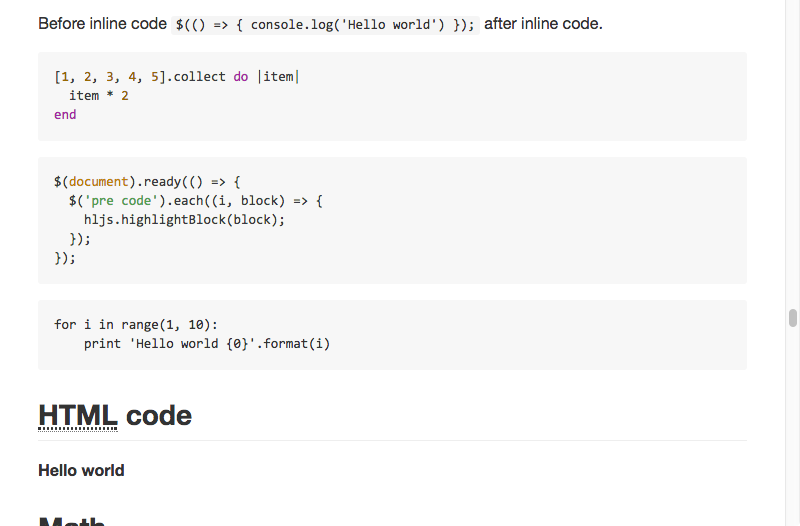 Before inline code $(() => { console.log('Hello world') }); after inline code.
[1, 2, 3, 4, 5].collect do |item|
  item * 2
end
$(document).ready(() => {
  $('pre code').each((i, block) => {
    hljs.highlightBlock(block);
  });
});
for i in range(1, 10):
    print 'Hello world {0}'.format(i)
HTML code
Hello world
Math